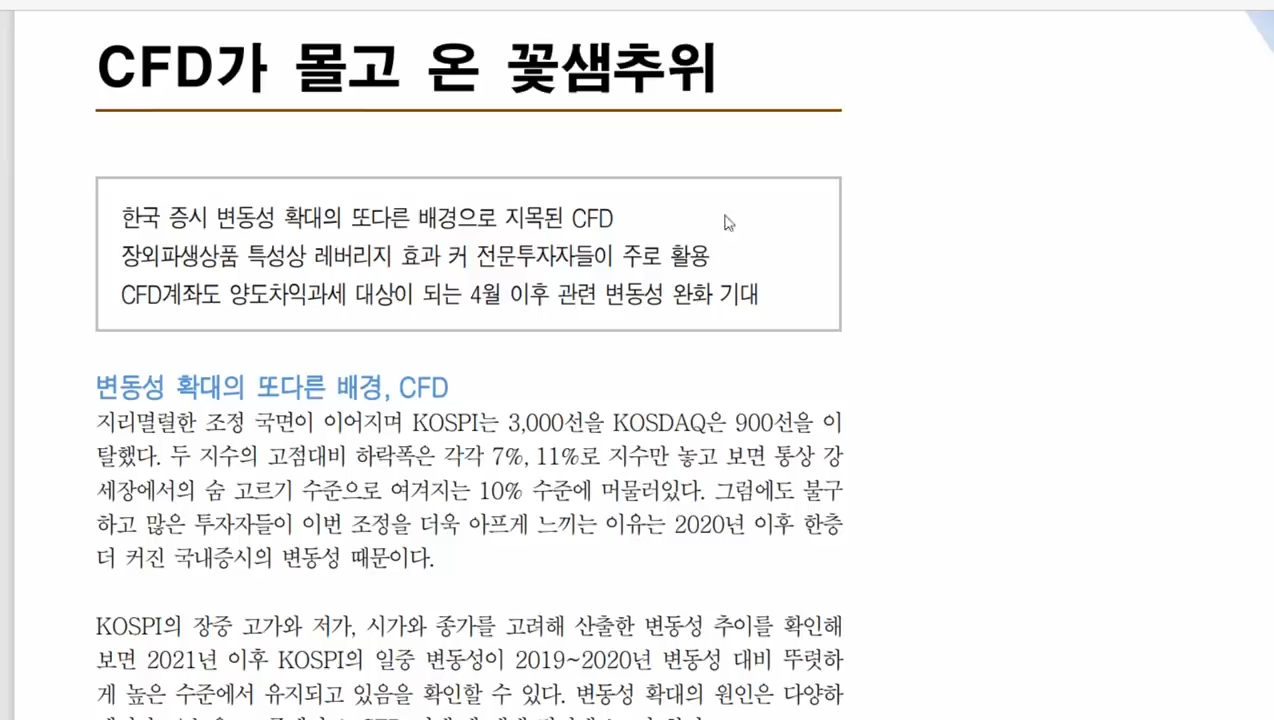 CFD가 몰고 온 꽃샘추위
한국 증시 변동성 확대의 또다른 배경으로 지목된 CFD
장외파생상품 특성상 레버리지 효과 커 전문투자자들이 주로 활용
CFD계좌도 양도차익과세 대상이 되는 4월 이후 관련 변동성 완화 기대
변동성 확대의 또다른 배경, CFD
지리멸렬한 조정 국면이 이어지며 KOSPI는 3,000선을 KOSDAQ은 900선을 이
탈했다. 두 지수의 고점대비 하락폭은 각각 7%, 11%로 지수만 놓고 보면 통상 강
세장에서의 숨 고르기 수준으로 여겨지는 10% 수준에 머물러있다. 그럼에도 불구
하고 많은 투자자들이 이번 조정을 더욱 아프게 느끼는 이유는 2020년 이후 한층
더 커진 국내증시의 변동성 때문이다.
KOSPI의 장중 고가와 저가, 시가와 종가를 고려해 산출한 변동성 추이를 확인해
보면 2021년 이후 KOSPI의 일중 변동성이 2019~2020년 변동성 대비 뚜렷하
게 높은 수준에서 유지되고 있음을 확인할 수 있다. 변동성 확대의 원인은 다양하